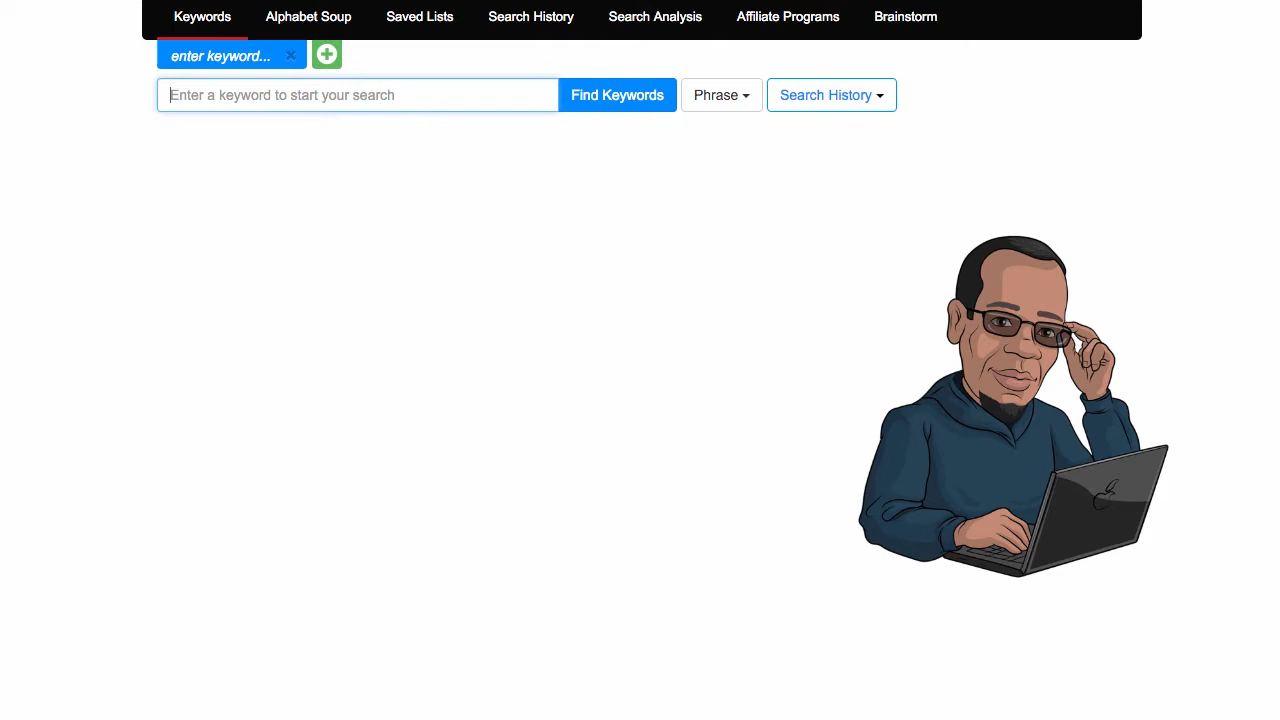 Keywords Alphabet Soup Saved Lists Search History Search Analysis Affiliate Programs Brainstorm
enter keyword... ×
Enter a keyword to start your search Find Keywords Phrase Search History